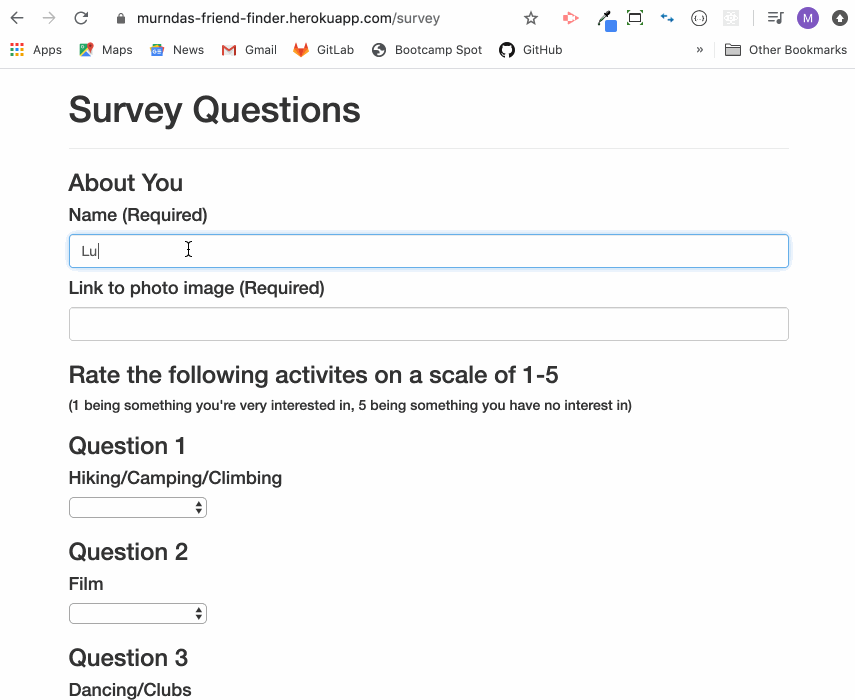 murndas-friend-finder.herokuapp.com/survey
M
Apps Maps News Gmail GitLab Bootcamp Spot GitHub » Other Bookmarks
Survey Questions
About You
Name (Required)
Lu
Link to photo image (Required)
Rate the following activites on a scale of 1-5
(1 being something you're very interested in, 5 being something you have no interest in)
Question 1
Hiking/Camping/Climbing
Question 2
Film
Question 3
Dancing/Clubs